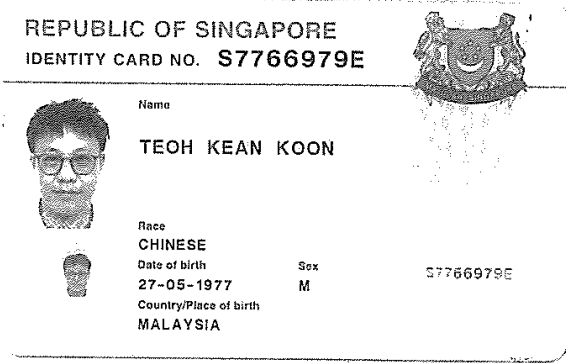 REPUBLIC OF SINGAPORE
IDENTITY CARD NO. S7766979E
Name
TEOH KEAN KOON
Race
CHINESE
Date of birth
Sex
27-05-1977
M
S7766979E
Country/Place of birth
MALAYSIA